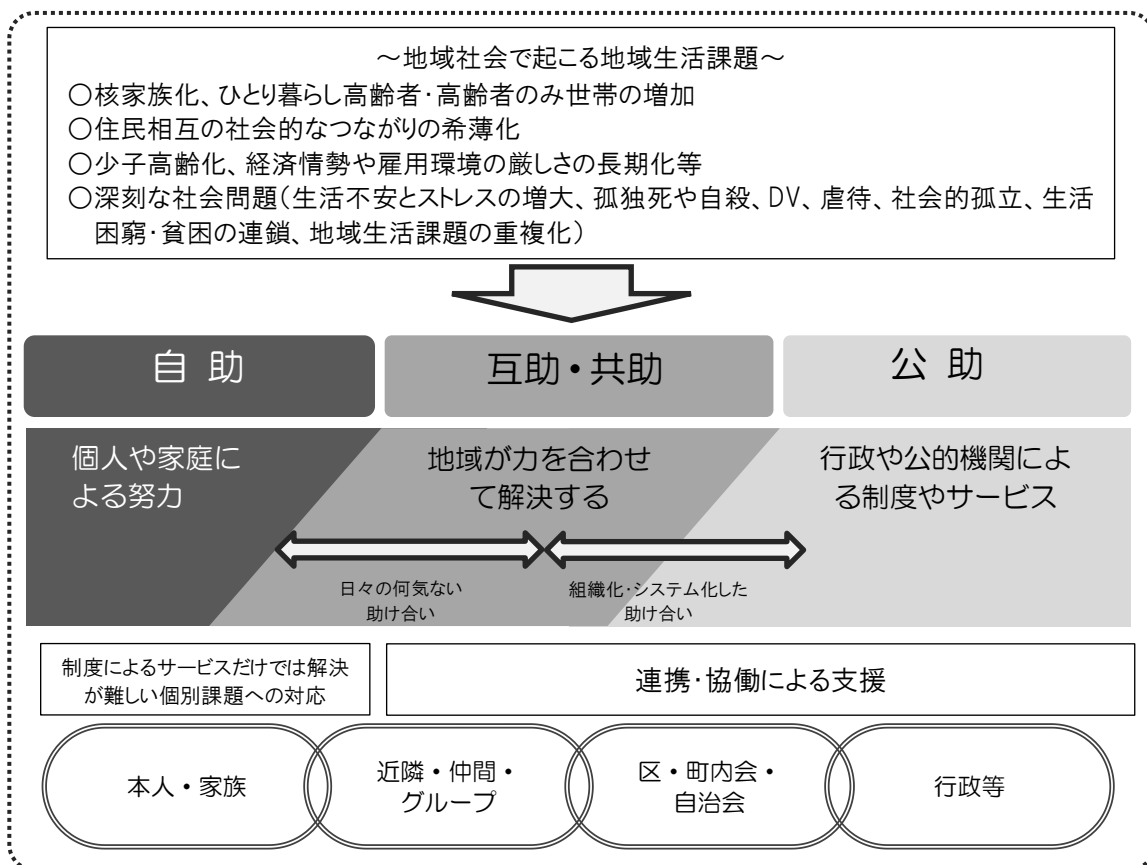 ～地域社会で起こる地域生活課題～
○核家族化、ひとり暮らし高齢者・高齢者のみ世帯の増加
○住民相互の社会的なつながりの希薄化
○少子高齢化、経済情勢や雇用環境の厳しさの長期化等
○深刻な社会問題（生活不安とストレスの増大、孤独死や自殺、DV、虐待、社会的孤立、生活
困窮・貧困の連鎖、地域生活課題の重複化）
自 助
互助・共助
公 助
個人や家庭に
よる努力
地域が力を合わせ
て解決する
行政や公的機関によ
る制度やサービス
日々の何気ない
助け合い
組織化・システム化した
助け合い
制度によるサービスだけでは解決
が難しい個別課題への対応
連携・協働による支援
本人・家族
近隣・仲間・
グループ
区・町内会・
自治会
行政等